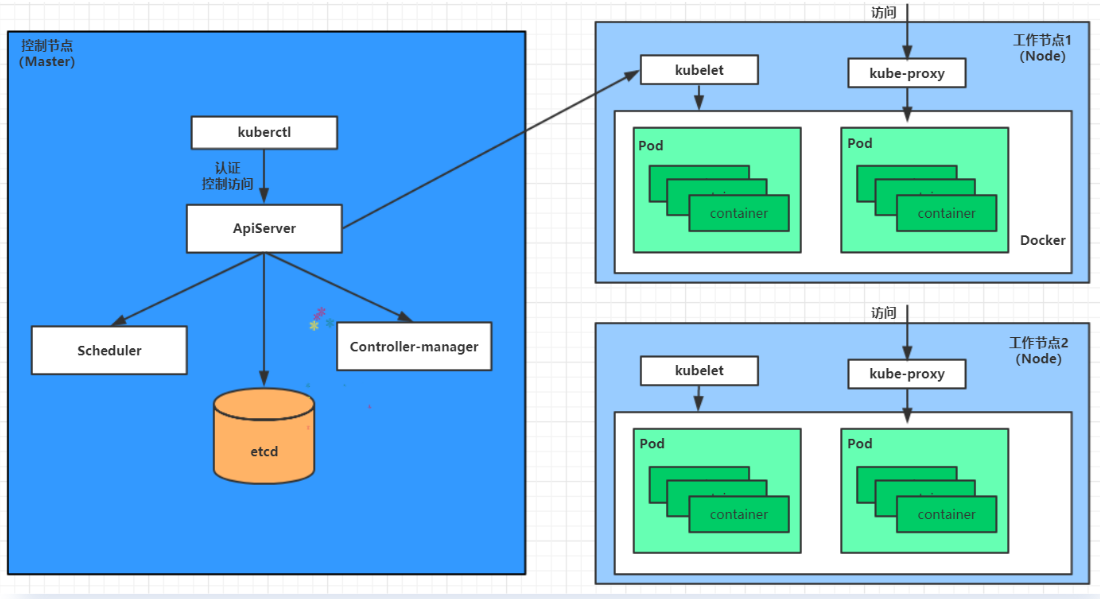 控制节点
(Master)
kuberctl
认证
控制访问
ApiServer
Scheduler
Controller-manager
etcd
访问
工作节点1
(Node)
kubelet
kube-proxy
Pod
container
Pod
container
Docker
访问
工作节点2
(Node)
kubelet
kube-proxy
Pod
container
Pod
container